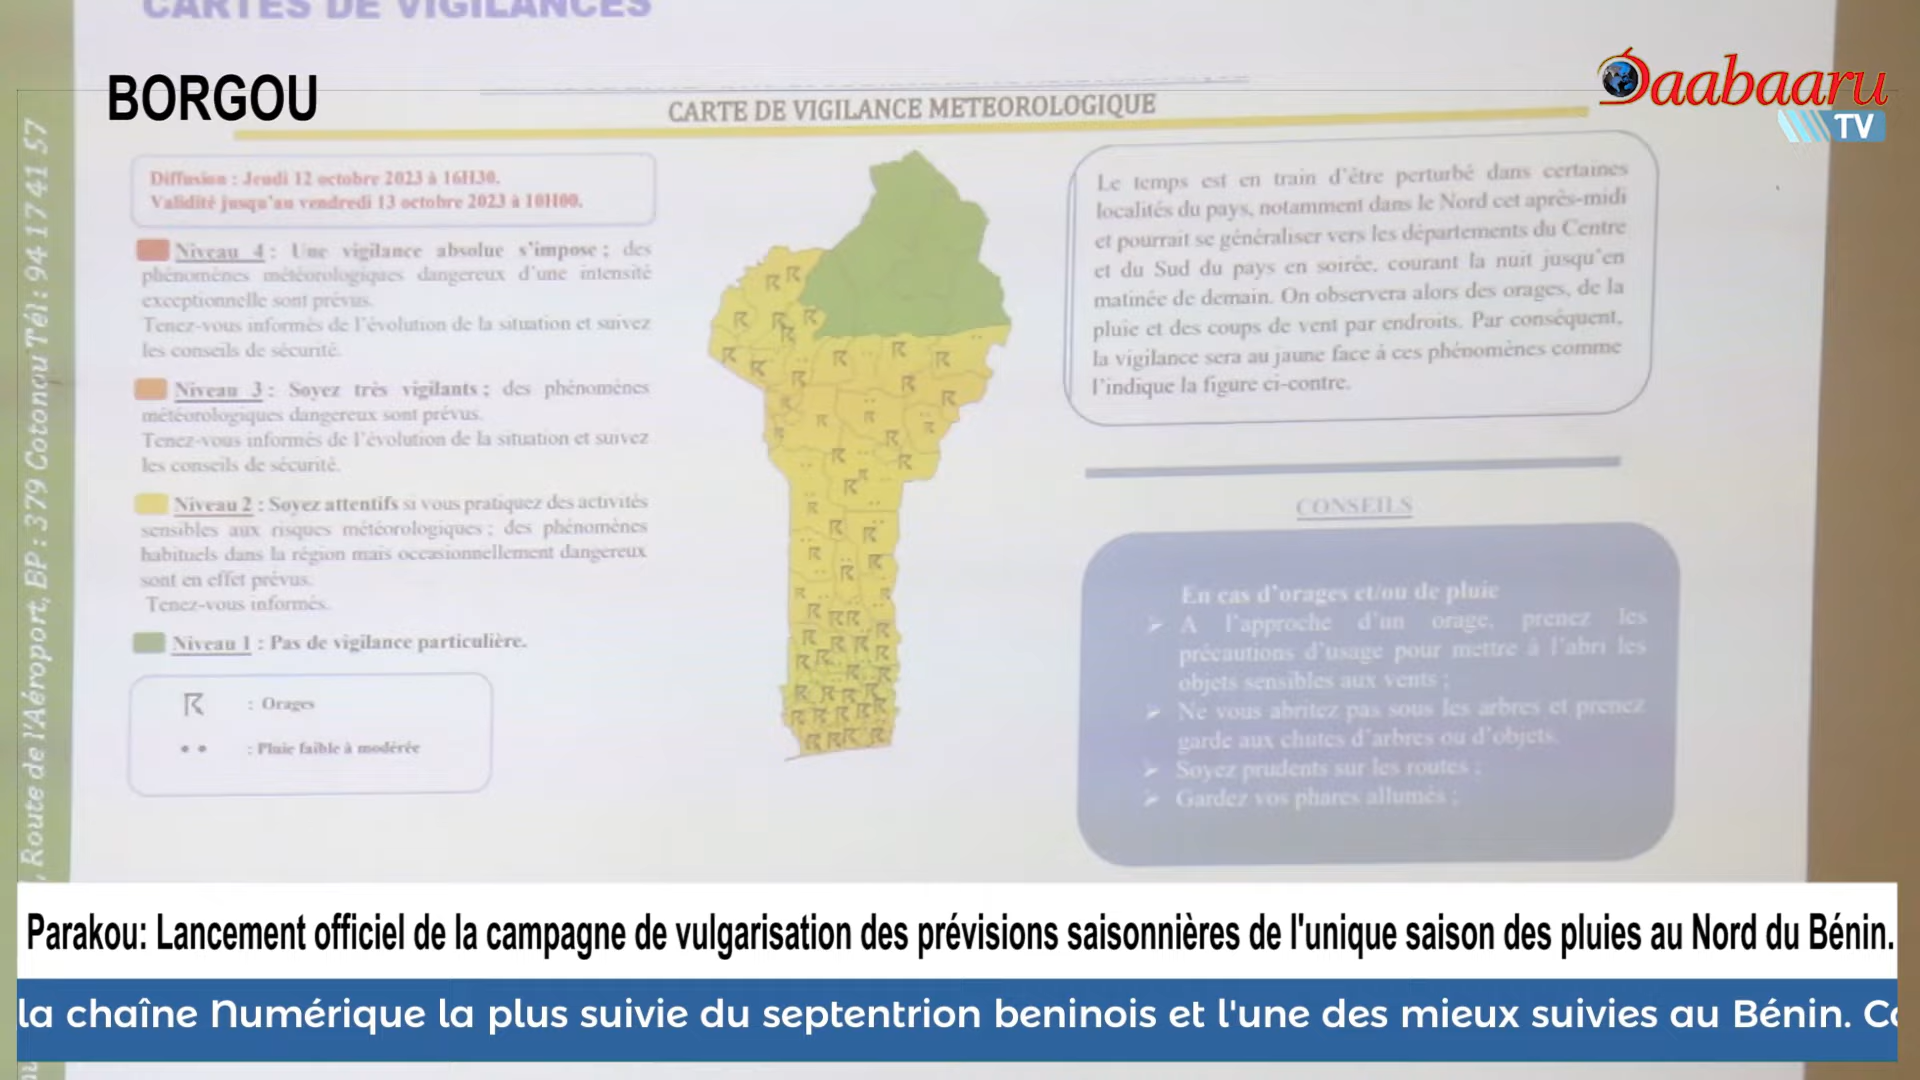 CARTES DE VIGILANCES
BORGOU
Daabaaru
TV
CARTE DE VIGILANCE METEOROLOGIQUE
, Route de l'Aéroport, BP : 379 Cotonou Tél: 94 17 41 57
Diffusion : Jeudi 12 octobre 2023 à 16H30.
Validité jusqu'au vendredi 13 octobre 2023 à 10H00.
Niveau 4 : Une vigilance absolue s'impose ; des
phénomènes météorologiques dangereux d'une intensité
exceptionnelle sont prévus.
Tenez-vous informés de l'évolution de la situation et suivez
les conseils de sécurité.
Niveau 3 : Soyez très vigilants ; des phénomènes
météorologiques dangereux sont prévus.
Tenez-vous informés de l'évolution de la situation et suivez
les conseils de sécurité.
Niveau 2 : Soyez attentifs si vous pratiquez des activités
sensibles aux risques météorologiques ; des phénomènes
habituels dans la région mais occasionnellement dangereux
sont en effet prévus.
Tenez-vous informés.
Niveau 1 : Pas de vigilance particulière.
: Orages
: Pluie faible à modérée
Le temps est en train d'être perturbé dans certaines
localités du pays, notamment dans le Nord cet après-midi
et pourrait se généraliser vers les départements du Centre
et du Sud du pays en soirée, courant la nuit jusqu'en
matinée de demain. On observera alors des orages, de la
pluie et des coups de vent par endroits. Par conséquent,
la vigilance sera au jaune face à ces phénomènes comme
l'indique la figure ci-contre.
CONSEILS
En cas d'orages et/ou de pluie
➢ A l'approche d'un orage, prenez les
précautions d'usage pour mettre à l'abri les
objets sensibles aux vents ;
➢ Ne vous abritez pas sous les arbres et prenez
garde aux chutes d'arbres ou d'objets.
➢ Soyez prudents sur les routes ;
➢ Gardez vos phares allumés ;
Parakou: Lancement officiel de la campagne de vulgarisation des prévisions saisonnières de l'unique saison des pluies au Nord du Bénin.
la chaîne Numérique la plus suivie du septentrion beninois et l'une des mieux suivies au Bénin. Co